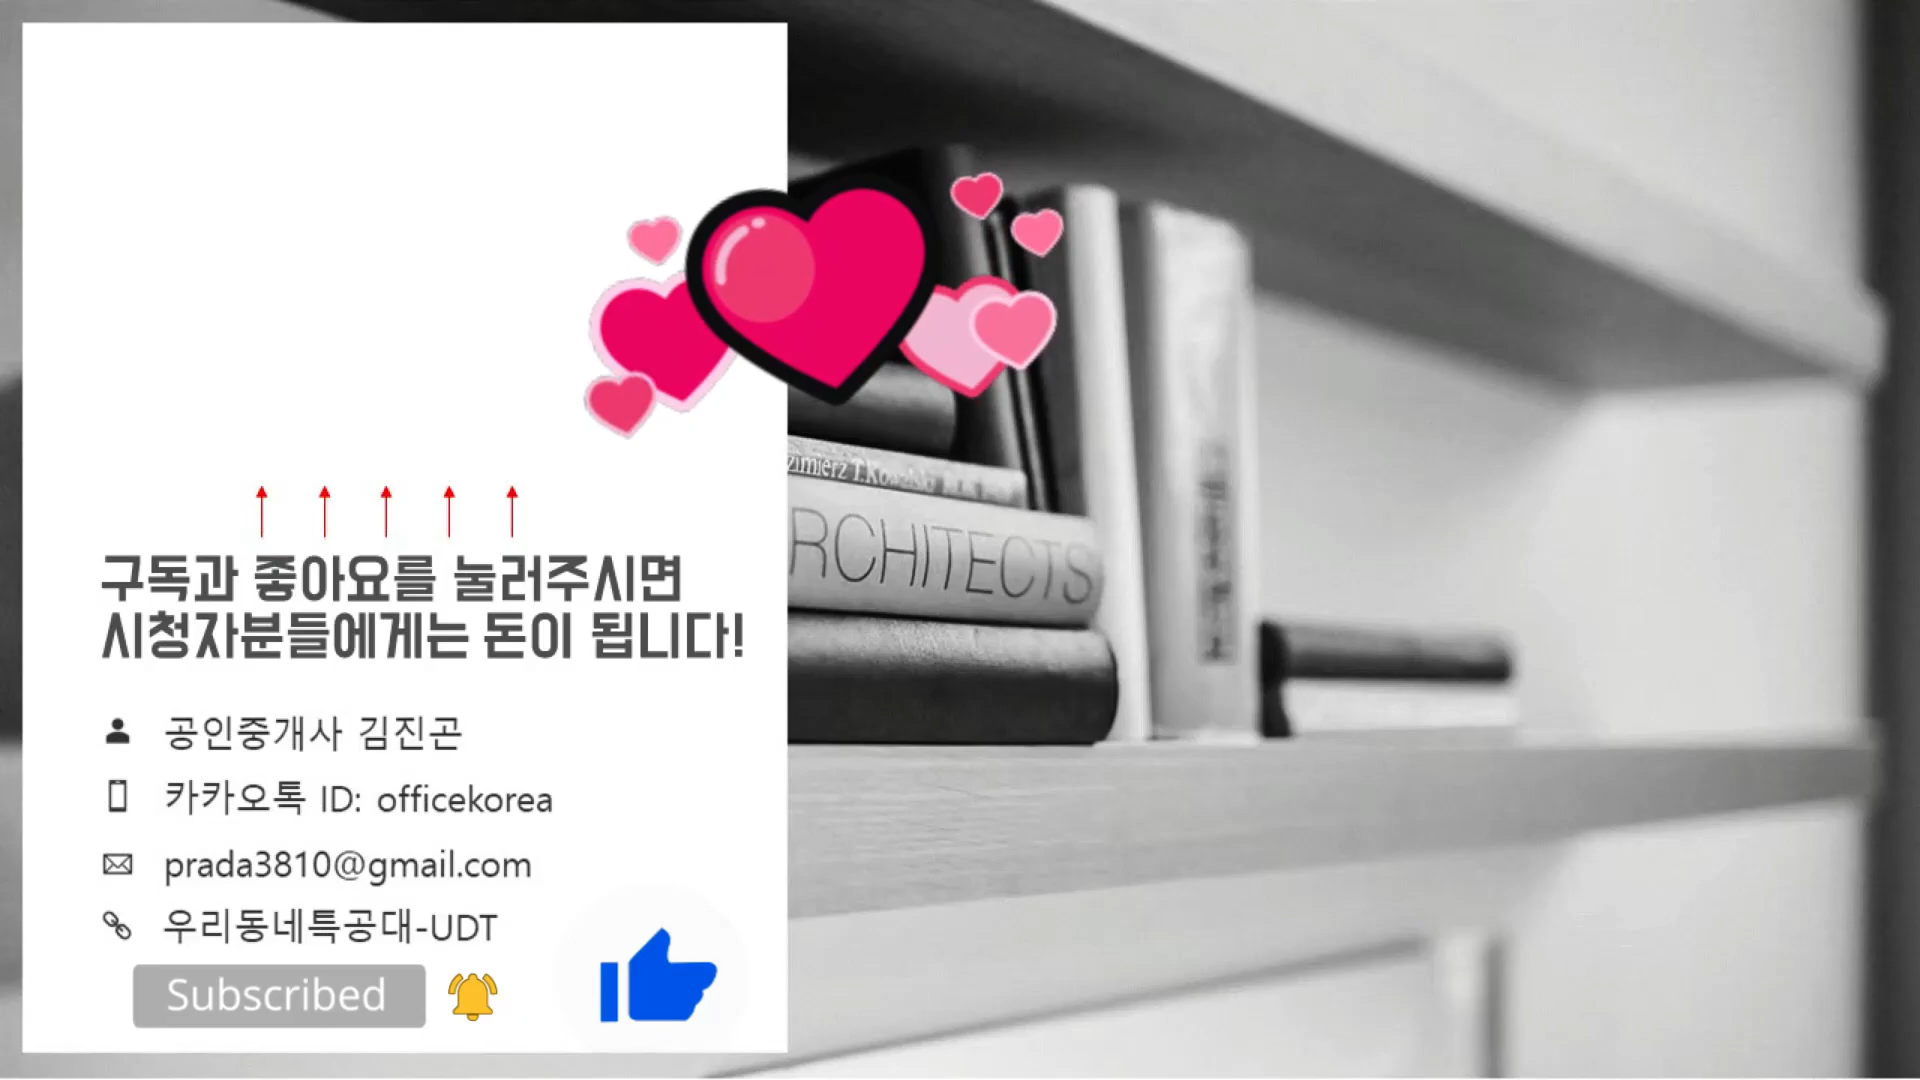 구독과 좋아요를 눌러주시면
시청자분들에게는 돈이 됩니다!
공인중개사 김진곤
카카오톡 ID: officekorea
prada3810@gmail.com
우리동네특공대-UDT
Subscribed
zimierz T.Kowalski
RCHITECTS